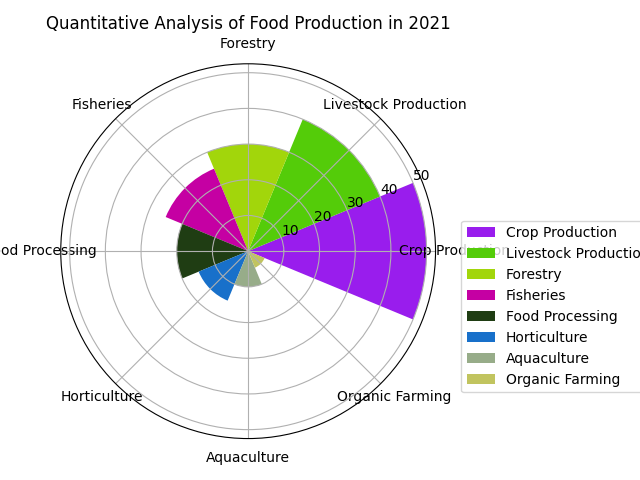 Quantitative Analysis of Food Production in 2021
Forestry
Fisheries
Livestock Production
50
40
30
20
10
ood Processing
Crop Production
Horticulture
Organic Farming
Aquaculture
Crop Production
Livestock Productio
Forestry
Fisheries
Food Processing
Horticulture
Aquaculture
Organic Farming